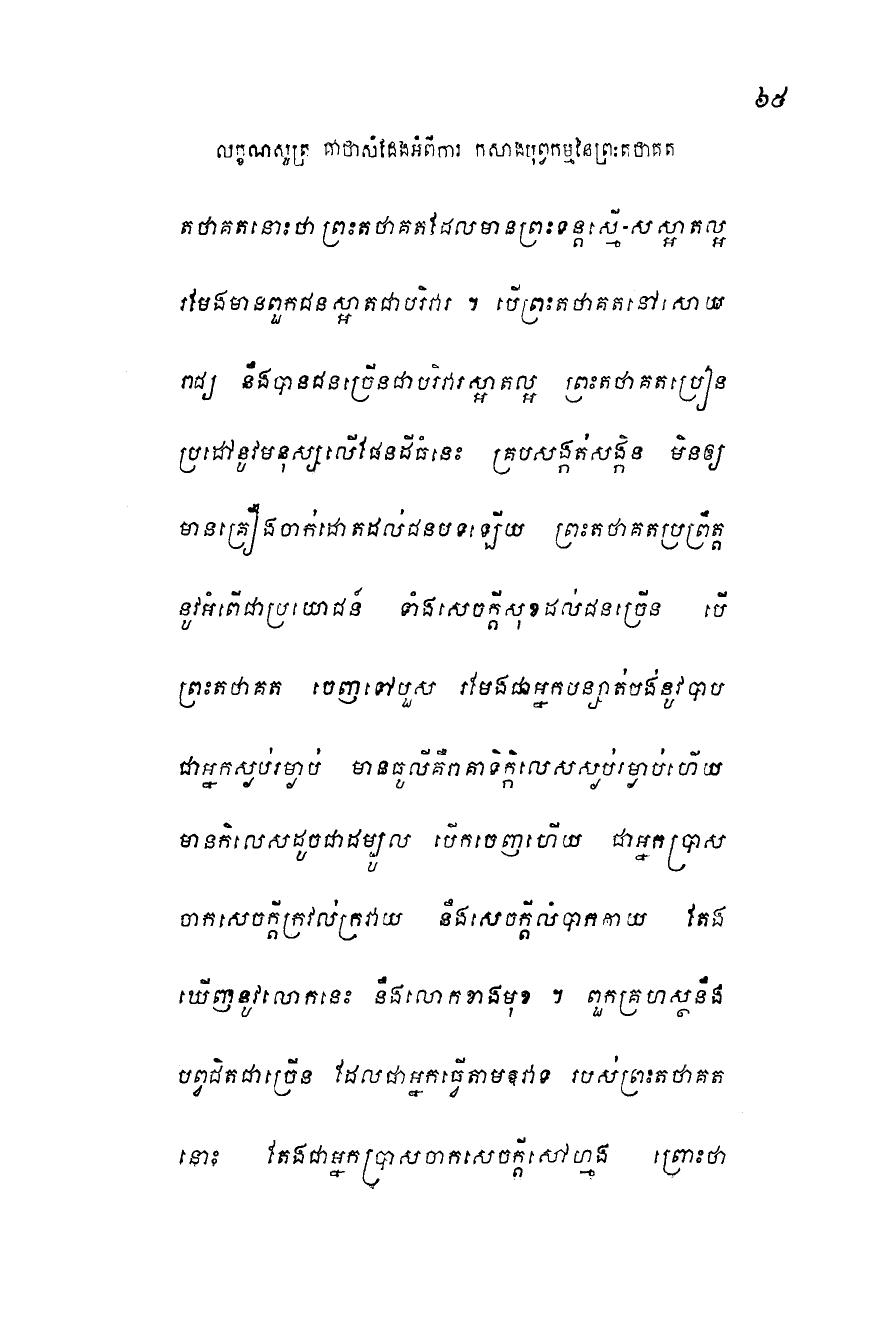 ៦៥
លក្ខណសូត្រ គាថាសំដែងអំពីការ កសាងបុព្វកម្មនៃព្រះតថាគត
តថាគតនោះថា ព្រះតថាគតដែលមានព្រះទន្តស្មើ-សស្អាតល្អ
រមែងមានពួកជនស្អាតជាបរិវារ ។ បើព្រះតថាគតនៅសោយ
រាជ្យ នឹងបានជនច្រើនជាបរិវារស្អាតល្អ ព្រះតថាគតប្រៀន
ប្រដៅនូវមនុស្សលើផែនដីធំនេះ គ្របសង្កត់សង្កិន មិនឲ្យ
មានគ្រឿងចាក់ដោតដល់ជនបទឡើយ ព្រះតថាគតប្រព្រឹត្ត
នូវអំពើជាប្រយោជន៍ ទាំងសេចក្តីសុខដល់ជនច្រើន បើ
ព្រះតថាគត ចេញទៅបួស រមែងជាអ្នកបន្សាត់បង់នូវបាប
ជាអ្នកស្ងប់រម្ងាប់ មានធូលីគឺរាគាទិក្កិលេសស្ងប់រម្ងាប់ហើយ
មានកិលេសដូចជាដម្បូល បើកចេញហើយ ជាអ្នកប្រាស
ចាកសេចក្តីក្រវល់ក្រវាយ នឹងសេចក្តីលំបាកកាយ តែង
ឃើញនូវលោកនេះ នឹងលោកខាងមុខ ។ ពួកគ្រហស្ថនឹង
បព្វជិតជាច្រើន ដែលជាអ្នកធ្វើតាមឱវាទ របស់ព្រះតថាគត
នោះ តែងជាអ្នកប្រាសចាកសេចក្តីសៅហ្មង ព្រោះថា